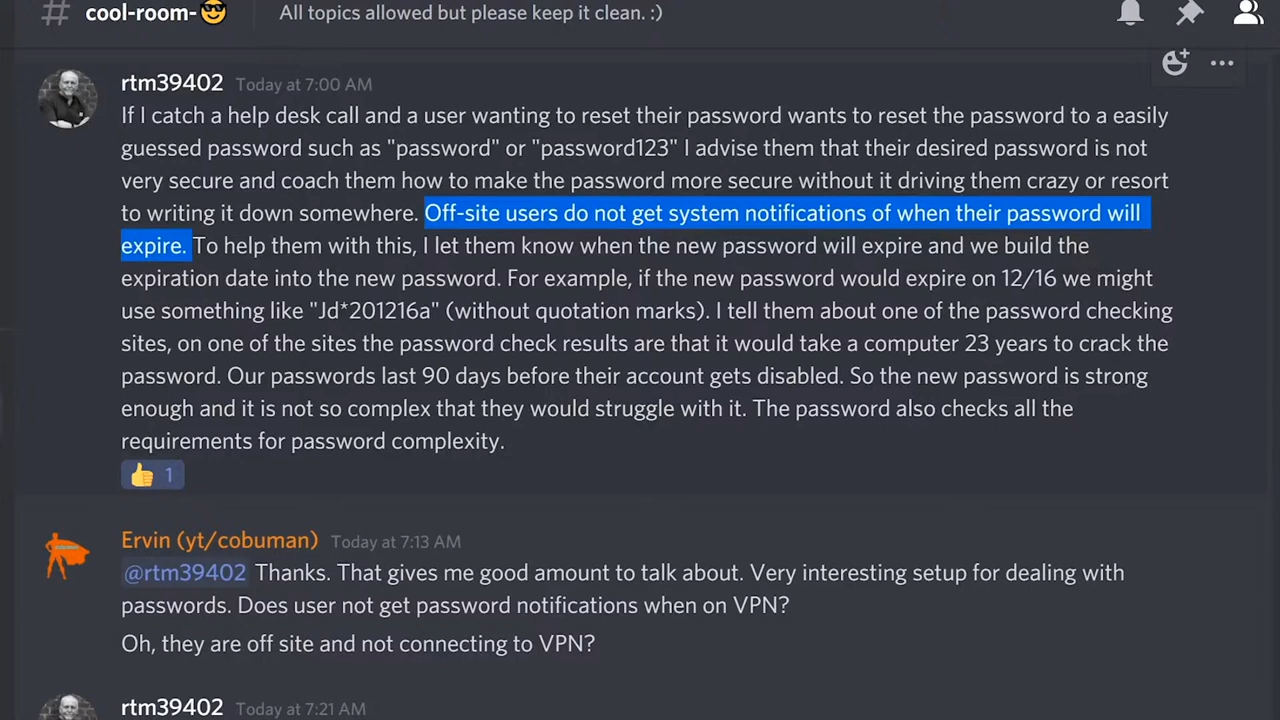 # cool-room-😎 All topics allowed but please keep it clean. :)
rtm39402 Today at 7:00 AM
If I catch a help desk call and a user wanting to reset their password wants to reset the password to a easily
guessed password such as "password" or "password123" I advise them that their desired password is not
very secure and coach them how to make the password more secure without it driving them crazy or resort
to writing it down somewhere. Off-site users do not get system notifications of when their password will
expire. To help them with this, I let them know when the new password will expire and we build the
expiration date into the new password. For example, if the new password would expire on 12/16 we might
use something like "Jd*201216a" (without quotation marks). I tell them about one of the password checking
sites, on one of the sites the password check results are that it would take a computer 23 years to crack the
password. Our passwords last 90 days before their account gets disabled. So the new password is strong
enough and it is not so complex that they would struggle with it. The password also checks all the
requirements for password complexity.
👍 1
Ervin (yt/cobuman) Today at 7:13 AM
@rtm39402 Thanks. That gives me good amount to talk about. Very interesting setup for dealing with
passwords. Does user not get password notifications when on VPN?
Oh, they are off site and not connecting to VPN?
rtm39402 Today at 7:21 AM